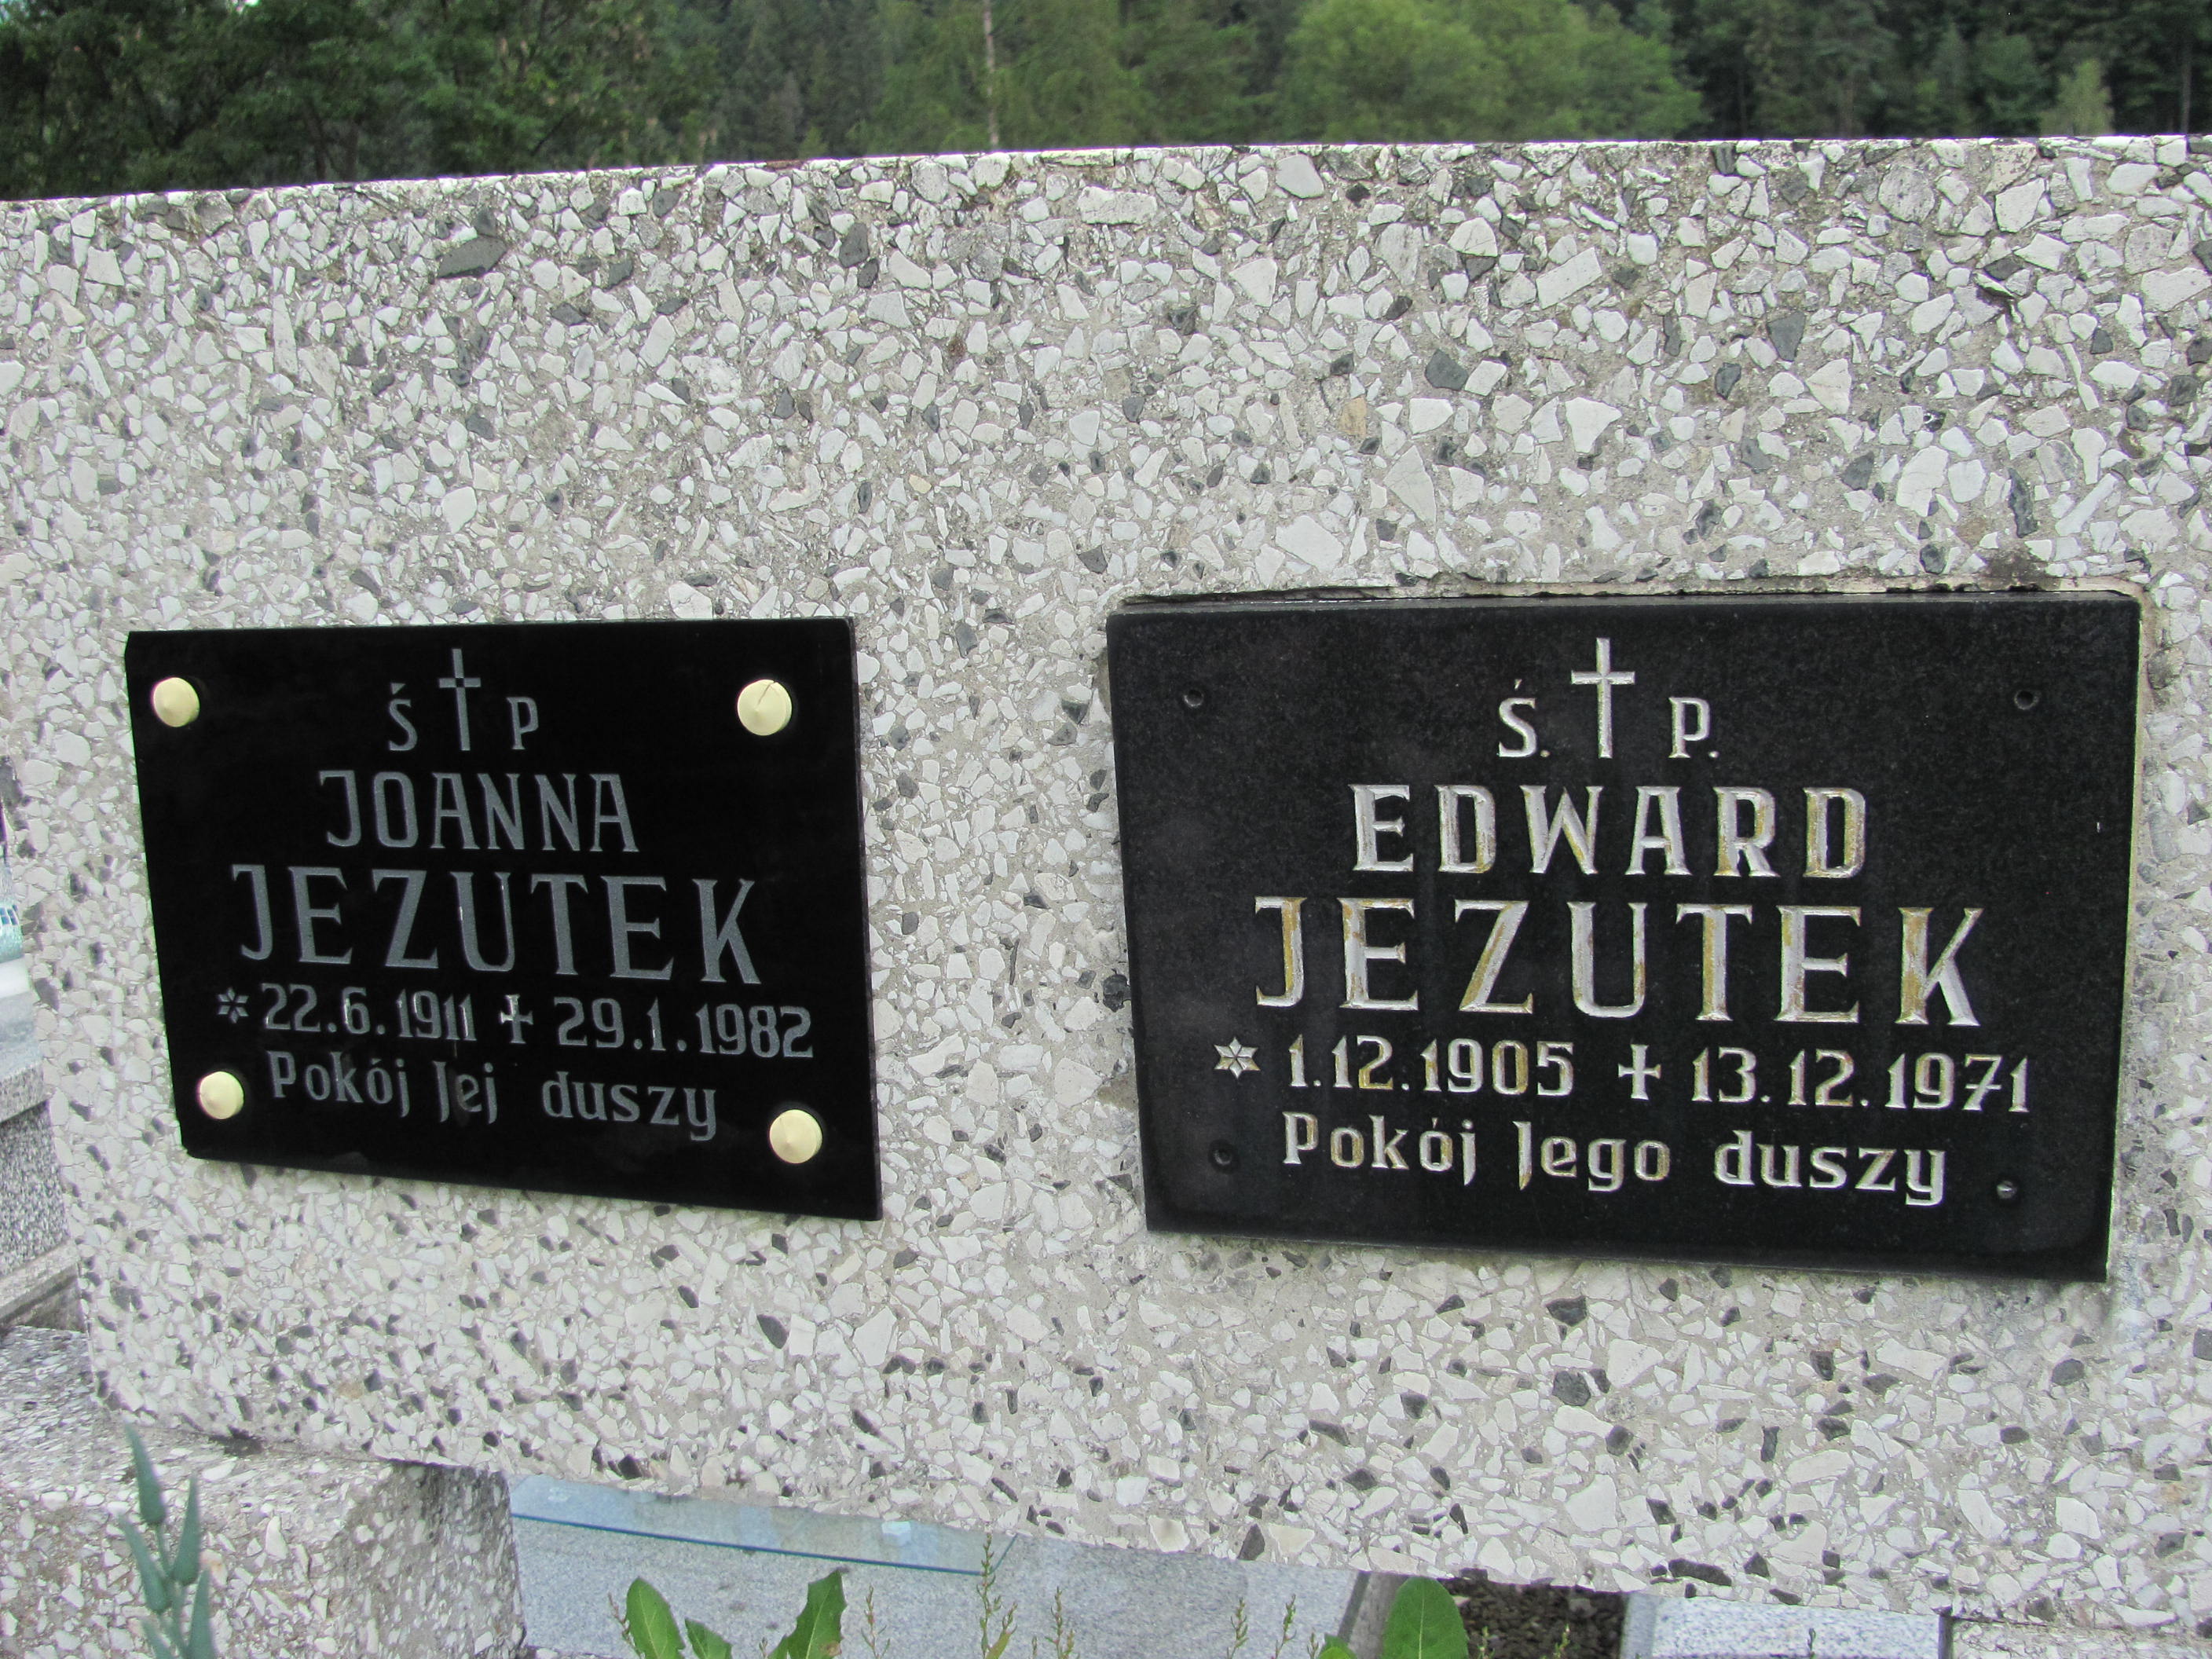 Ś P
JOANNA
JEZUTEK
* 22.6.1911 + 29.1.1982
Pokój Jej duszy
Ś. P.
EDWARD
JEZUTEK
* 1.12.1905 + 13.12.1971
Pokój Jego duszy